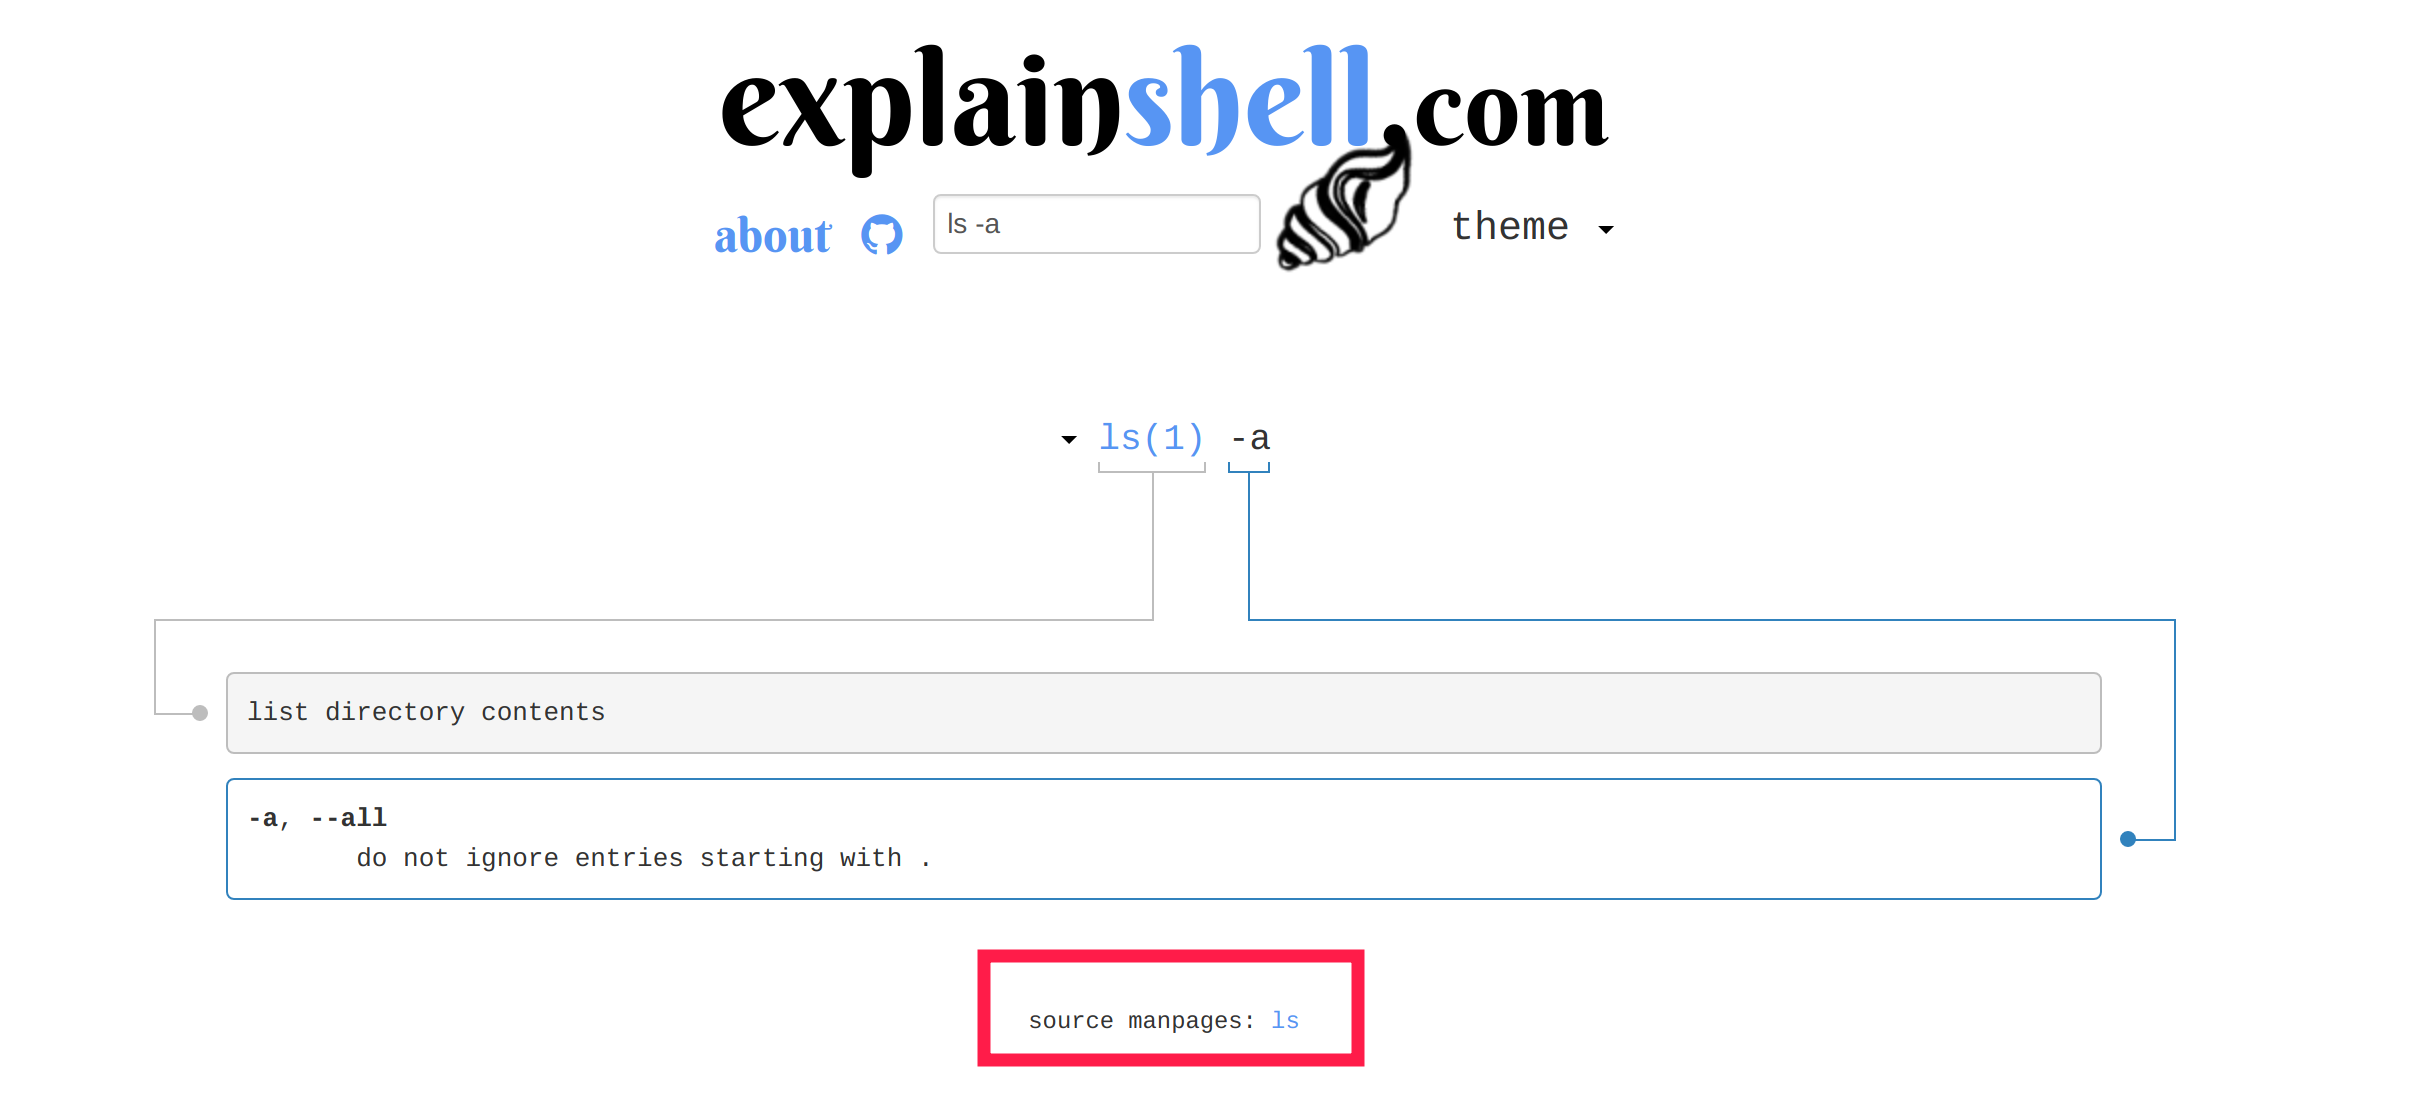 explainshell.com
about
ls -a
theme
ls(1) -a
list directory contents
-a, --all
do not ignore entries starting with .
source manpages: ls